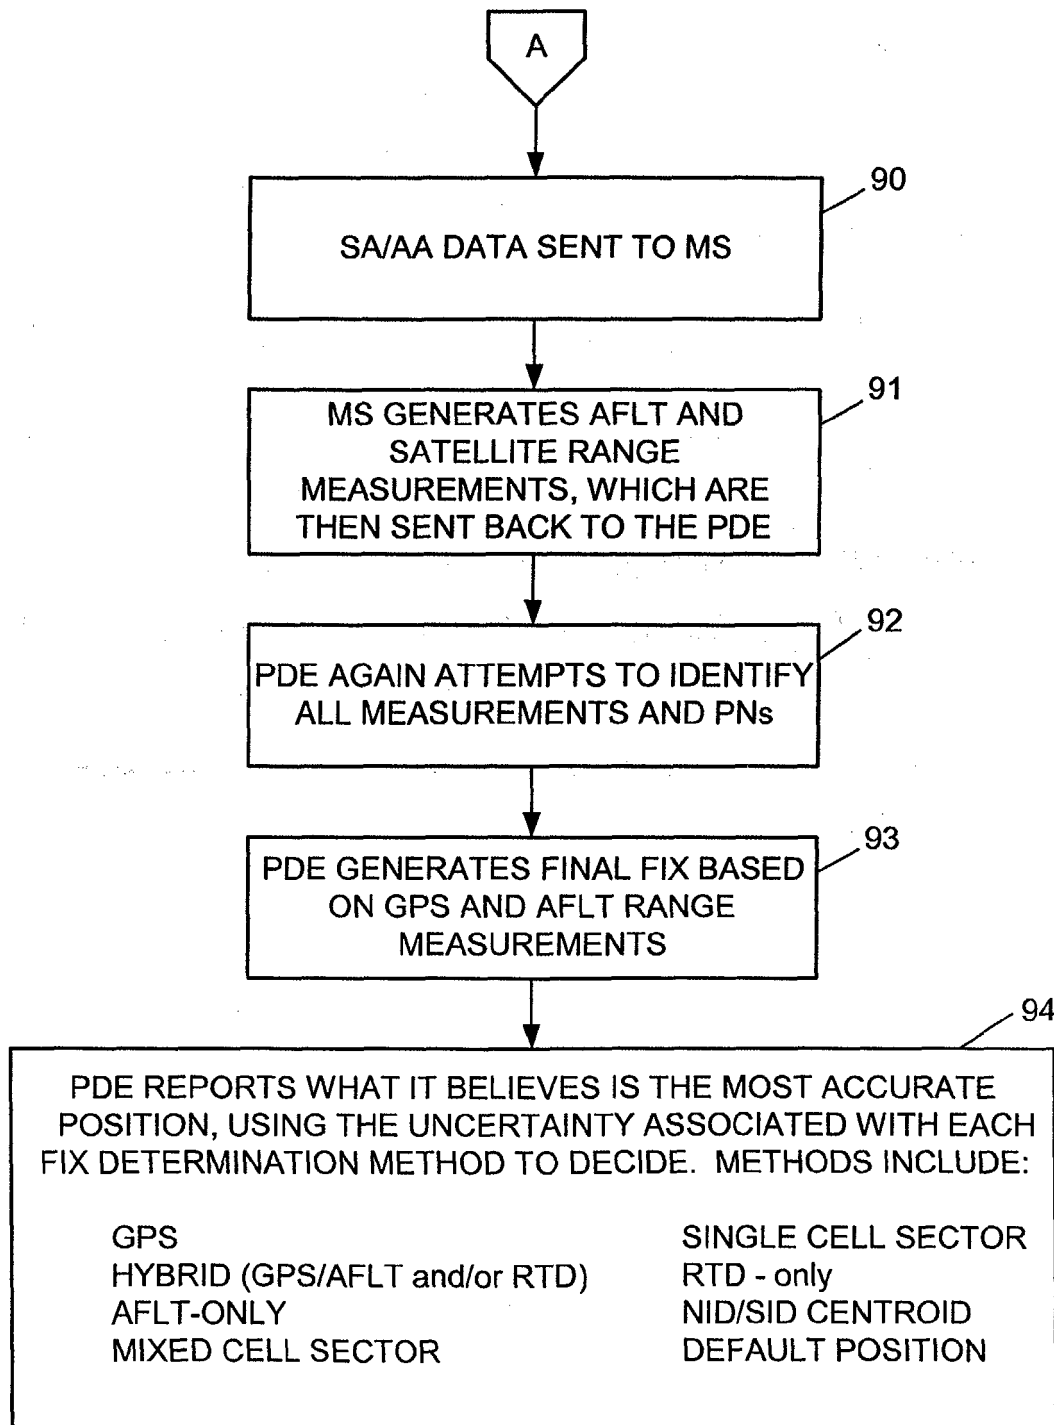 A
90
SA/AA DATA SENT TO MS
91
MS GENERATES AFLT AND
SATELLITE RANGE
MEASUREMENTS, WHICH ARE
THEN SENT BACK TO THE PDE
92
PDE AGAIN ATTEMPTS TO IDENTIFY
ALL MEASUREMENTS AND PNs
93
PDE GENERATES FINAL FIX BASED
ON GPS AND AFLT RANGE
MEASUREMENTS
94
PDE REPORTS WHAT IT BELIEVES IS THE MOST ACCURATE
POSITION, USING THE UNCERTAINTY ASSOCIATED WITH EACH
FIX DETERMINATION METHOD TO DECIDE. METHODS INCLUDE:
GPS
HYBRID (GPS/AFLT and/or RTD)
AFLT-ONLY
MIXED CELL SECTOR
SINGLE CELL SECTOR
RTD - only
NID/SID CENTROID
DEFAULT POSITION